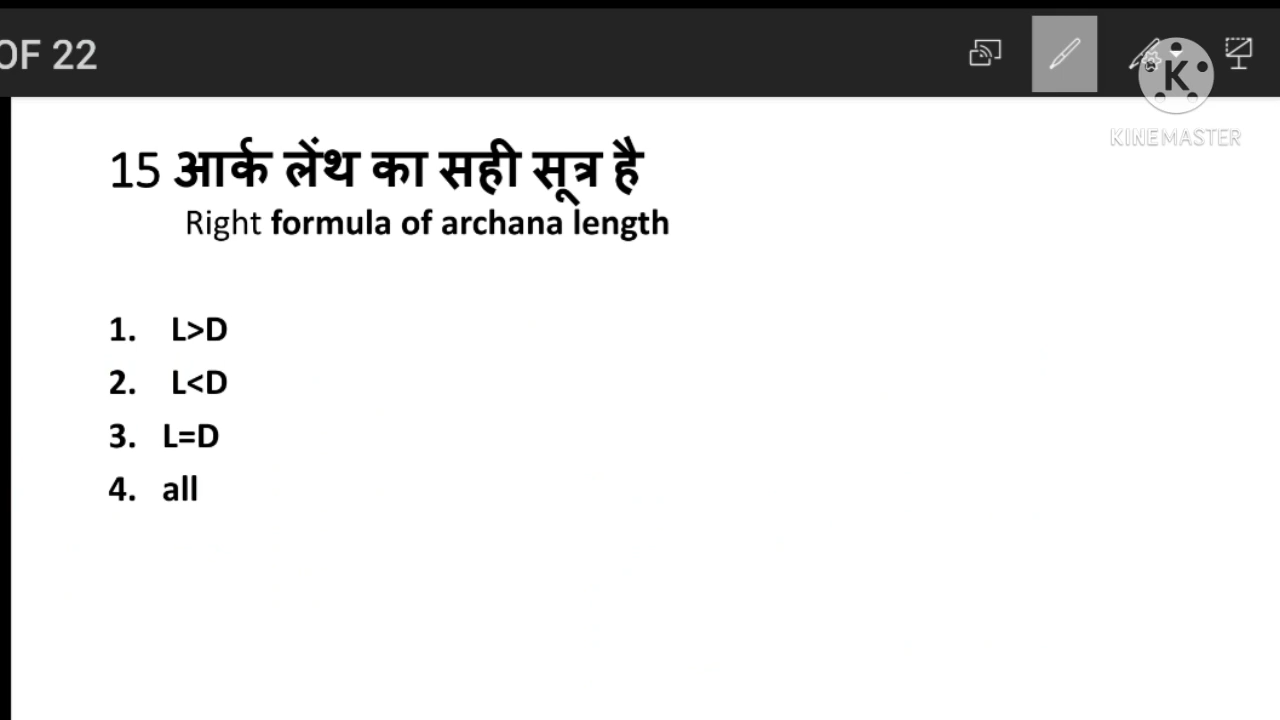 OF 22
K
KINEMASTER
15 आर्क लेंथ का सही सूत्र है
Right formula of archana length
1. L>D
2. L<D
3. L=D
4. all